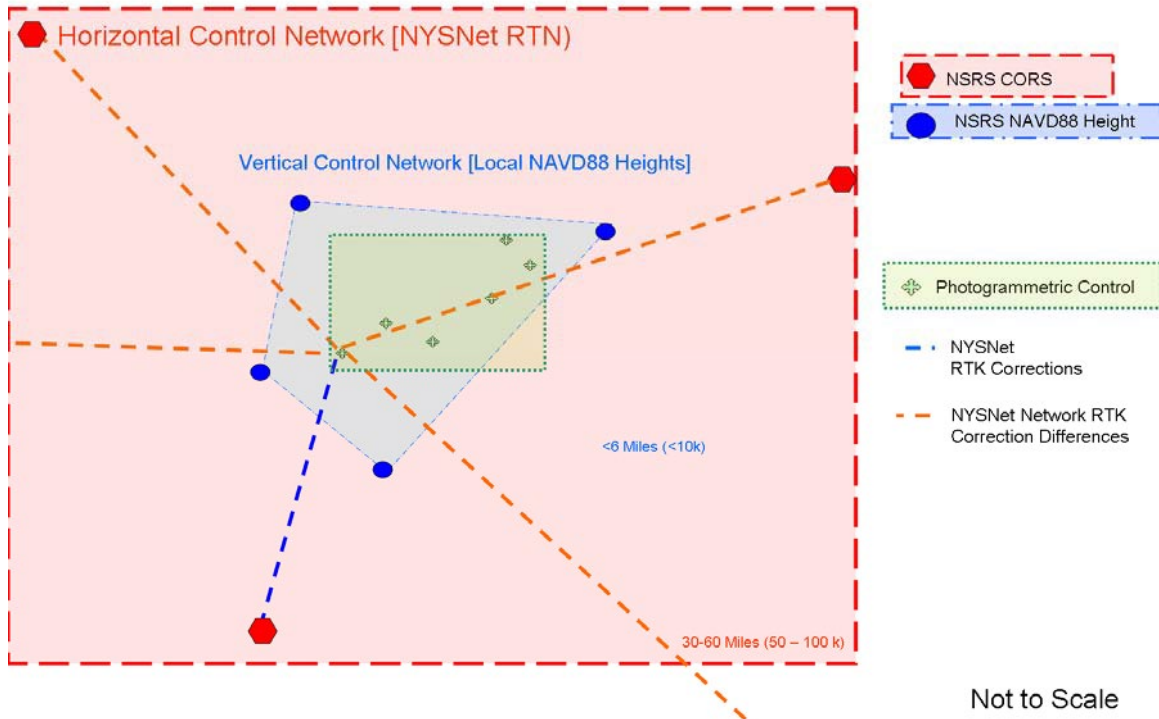 Horizontal Control Network [NYSNet RTN)
NSRS CORS
NSRS NAVD88 Height
Vertical Control Network [Local NAVD88 Heights]
Photogrammetric Control
NYSNet
RTK Corrections
NYSNet Network RTK
Correction Differences
<6 Miles (<10k)
30-60 Miles (50 – 100 k)
Not to Scale